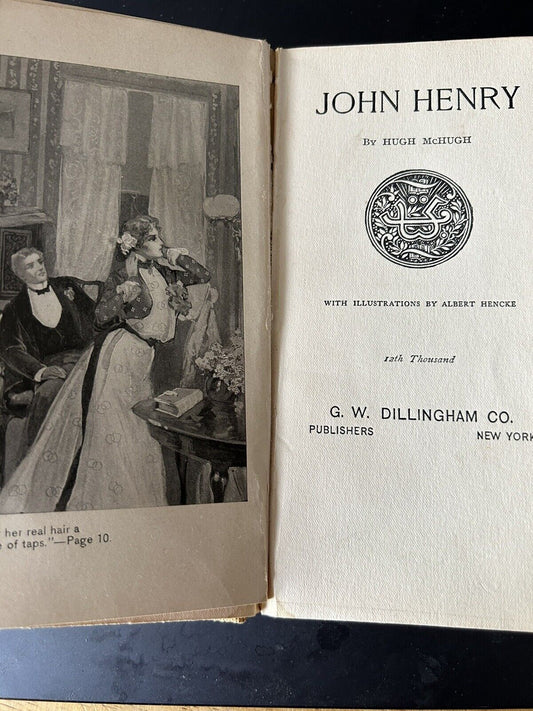 her real hair a
e of taps."—Page 10.
JOHN HENRY
By HUGH McHUGH
WITH ILLUSTRATIONS BY ALBERT HENCKE
12th Thousand
G. W. DILLINGHAM CO.
PUBLISHERS NEW YORK